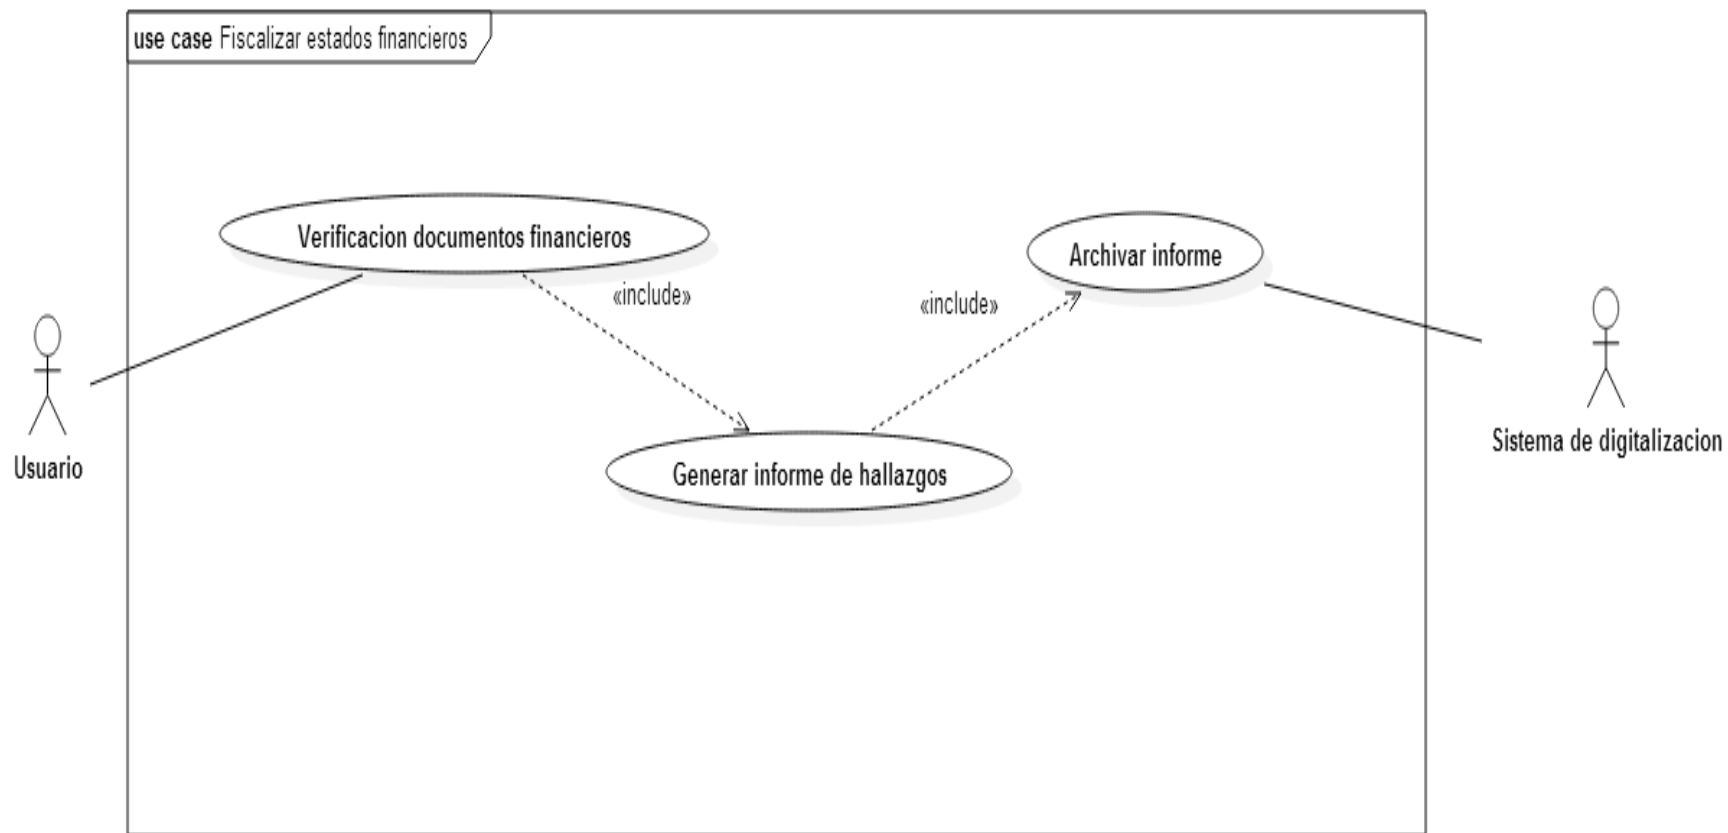 use case Fiscalizar estados financieros
Verificacion documentos financieros
Archivar informe
«include»
«include»
Usuario
Generar informe de hallazgos
Sistema de digitalizacion